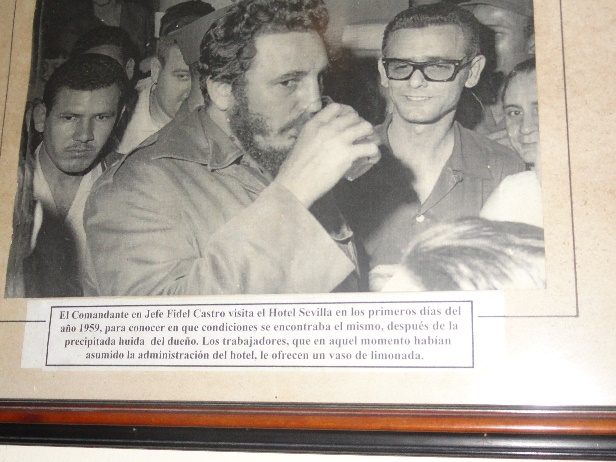 El Comandante en Jefe Fidel Castro visita el Hotel Sevilla en los primeros días del
año 1959, para conocer en que condiciones se encontraba el mismo, después de la
precipitada huida del dueño. Los trabajadores, que en aquel momento habían
asumido la administración del hotel, le ofrecen un vaso de limonada.